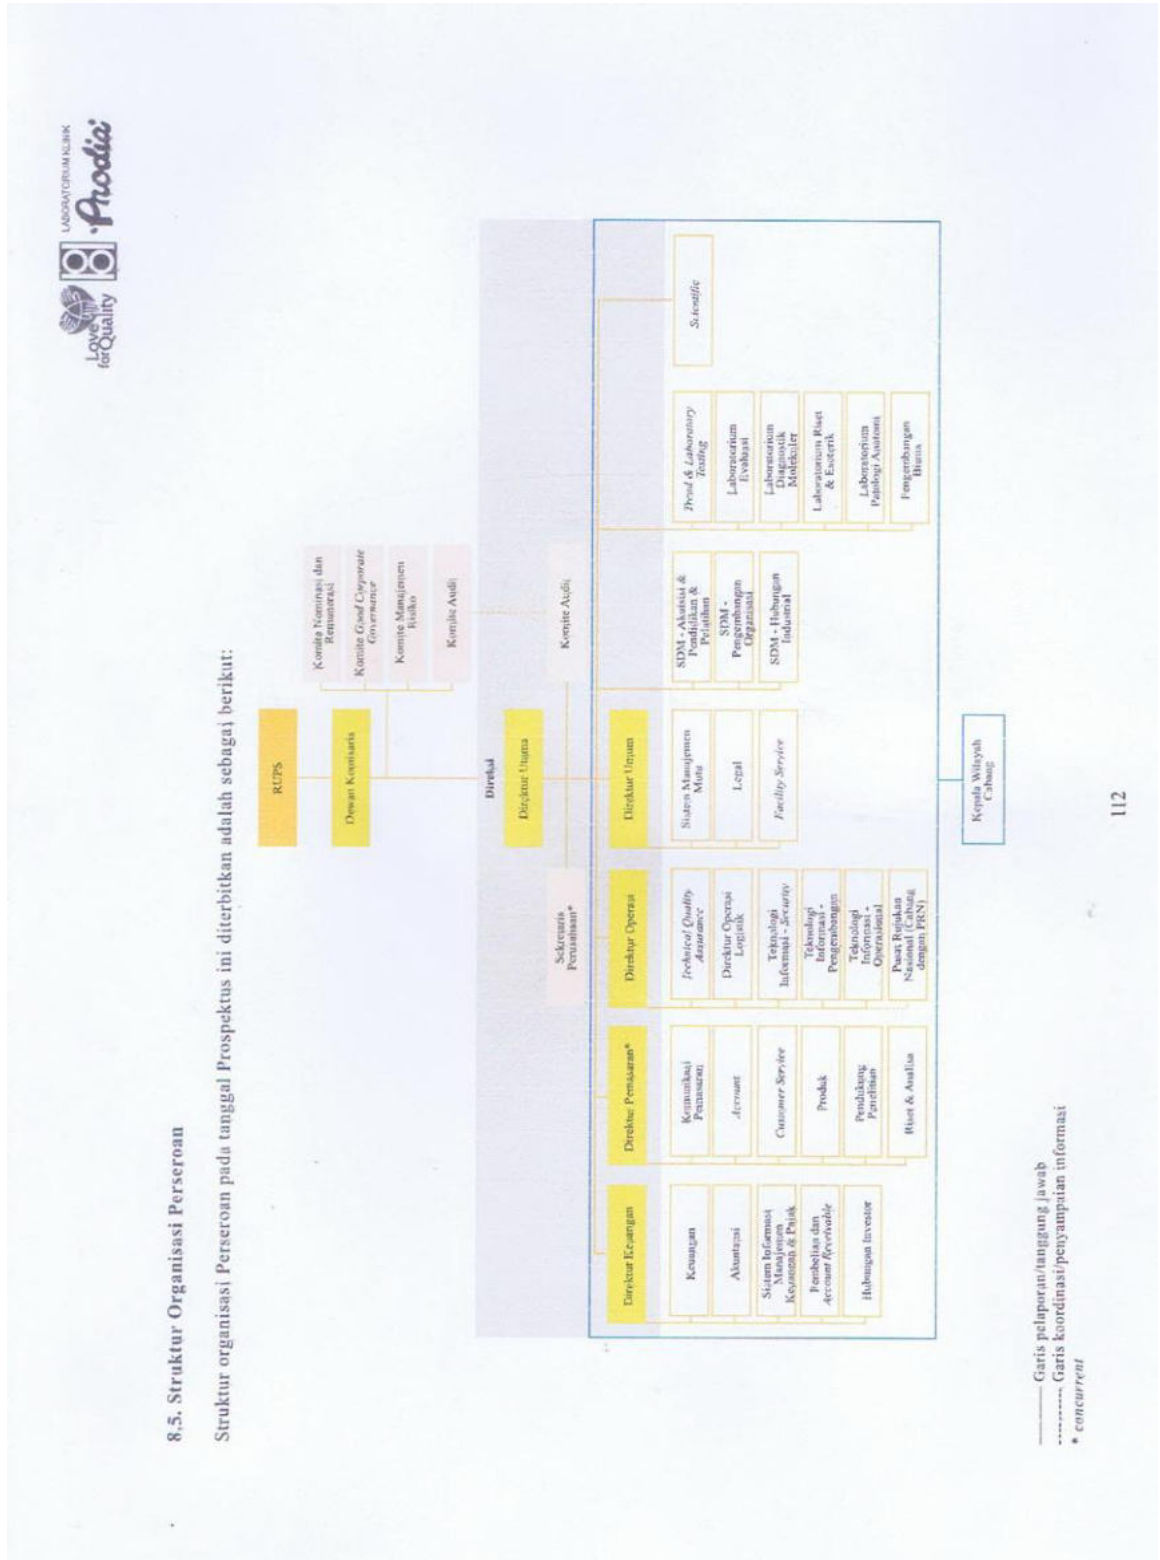 Love
forQuality
LABORATORIUM KLINIK
Prodia
8.5. Struktur Organisasi Perseroan
Struktur organisasi Perseroan pada tanggal Prospektus ini diterbitkan adalah sebagai berikut:
RUPS
Dewan Komisaris
Komite Nominasi dan
Remunerasi
Komite Good Corporate
Governance
Komite Manajemen
Risiko
Komite Audit
Direksi
Direktur Utama
Sekretaris
Perusahaan*
Komite Audit
Direktur Keuangan
Direktur Pemasaran*
Direktur Operasi
Direktur Umum
Keuangan
Akuntansi
Sistem Informasi
Manajemen
Keuangan & Pajak
Pembelian dan
Account Receivable
Hubungan Investor
Komunikasi
Pemasaran
Account
Customer Service
Produk
Pendukung
Penelitian
Riset & Analisa
Technical Quality
Assurance
Direktur Operasi
Logistik
Teknologi
Informasi - Security
Teknologi
Informasi -
Pengembangan
Teknologi
Informasi -
Operasional
Pusat Rujukan
Nasional (Cabang
dengan PRN)
Sistem Manajemen
Mutu
Legal
Facility Service
SDM - Akuisisi &
Pendidikan &
Pelatihan
SDM -
Pengembangan
Organisasi
SDM - Hubungan
Industrial
& Laboratory
Testing
Laboratorium
Evaluasi
Laboratorium
Diagnostik
Molekuler
Laboratorium Riset
& Esoterik
Laboratorium
Patologi Anatomi
Pengembangan
Bisnis
Scientific
Kepala Wilayah
Cabang
Garis pelaporan/tanggung jawab
Garis koordinasi/penyampaian informasi
* concurrent
112